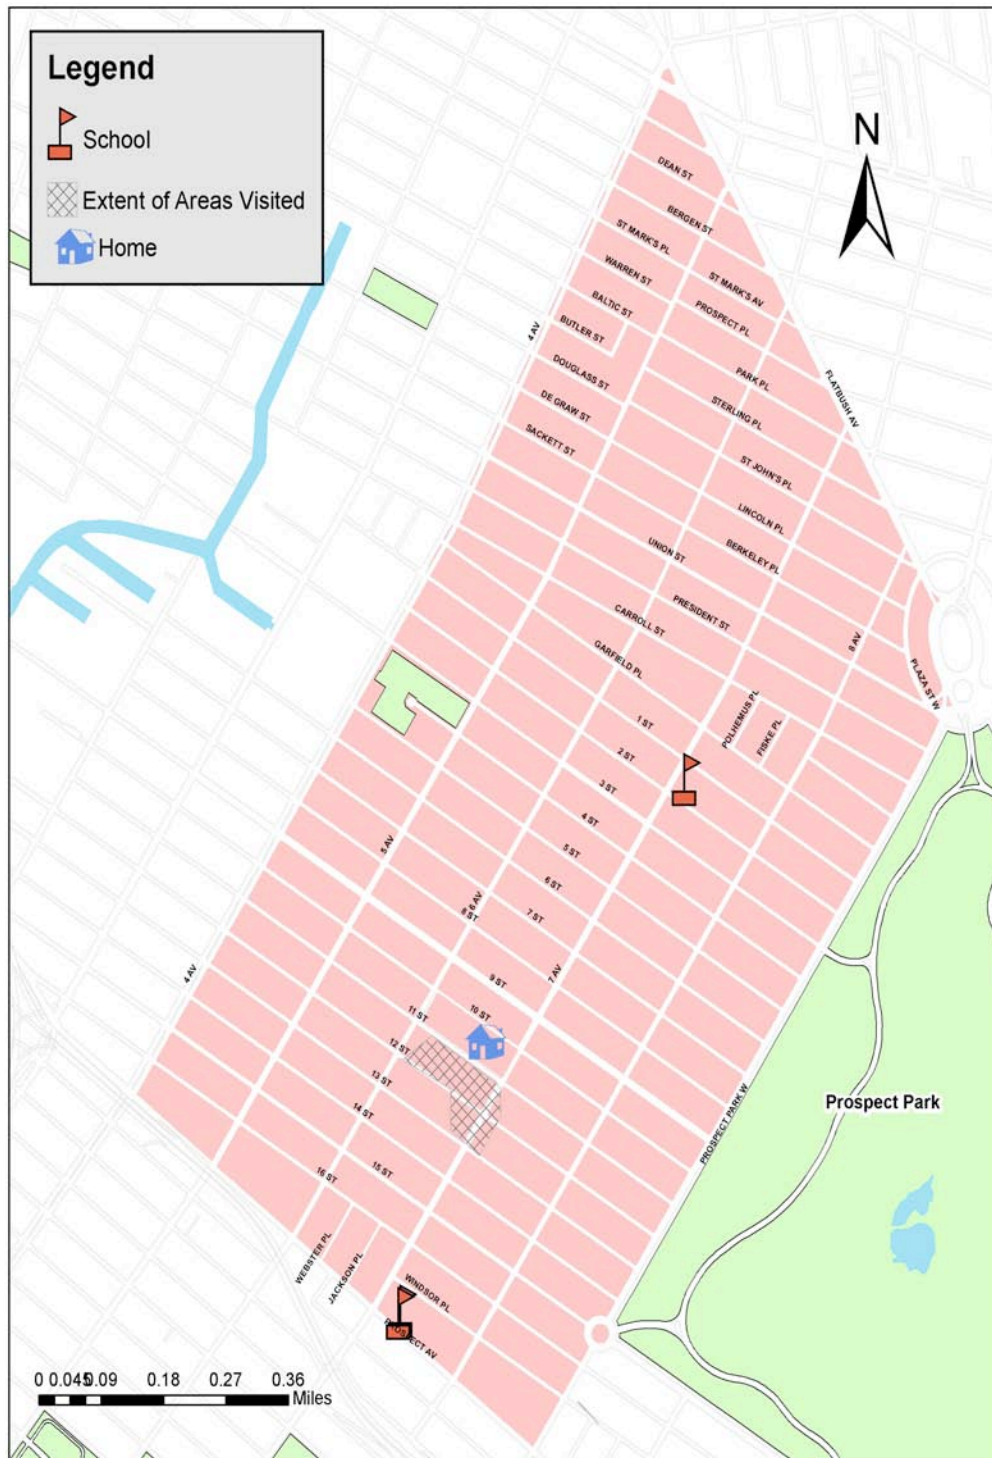 Legend
School
Extent of Areas Visited
Home
N
DEAN ST
BERGEN ST
ST MARK'S PL
WARREN ST
ST MARK'S AV
BALTIC ST
PROSPECT PL
BUTLER ST
4 AV
DOUGLASS ST
PARK PL
FLATBUSH AV
DE GRAW ST
STERLING PL
SACKETT ST
ST JOHN'S PL
LINCOLN PL
UNION ST
BERKELEY PL
PRESIDENT ST
CARROLL ST
8 AV
GARFIELD PL
PLAZA ST W
POLHEMUS PL
FISKE PL
1 ST
2 ST
3 ST
4 ST
5 AV
5 ST
6 ST
6 AV
8 ST
7 ST
4 AV
9 ST
7 AV
10 ST
11 ST
12 ST
13 ST
14 ST
PROSPECT PARK W
Prospect Park
15 ST
16 ST
WEBSTER PL
JACKSON PL
WINDSOR PL
PROSPECT AV
0 0.045 0.09 0.18 0.27 0.36
Miles